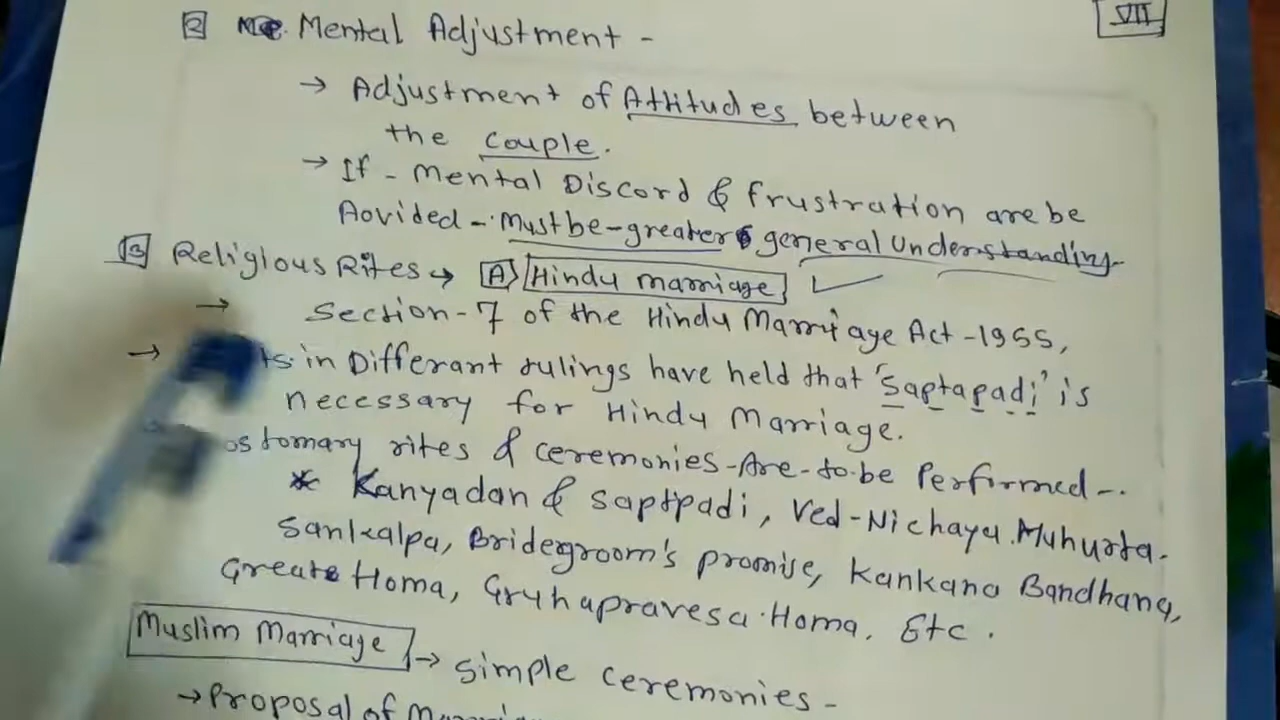 VII
2 Mental Adjustment -
→ Adjustment of Attitudes between
the couple.
→ If - mental Discord & frustration are be
Aovided - Must be - greater & general Understanding
3 Religious Rites → A) Hindu marriage ✓
→ Section - 7 of the Hindu Marriage Act - 1955,
→ ts in Differant rulings have held that 'Saptapadi' is
necessary for Hindu Marriage.
ostomary rites & ceremonies - Are - to - be Performed -.
* Kanyadan & saptpadi, Ved - Nichaya Muhurta.
Sankalpa, Bridegroom's promise, Kankana Bandhana,
Greate Homa, Gruhapravesa Homa, Etc.
Muslim Marriage → simple ceremonies -
→ Proposal of